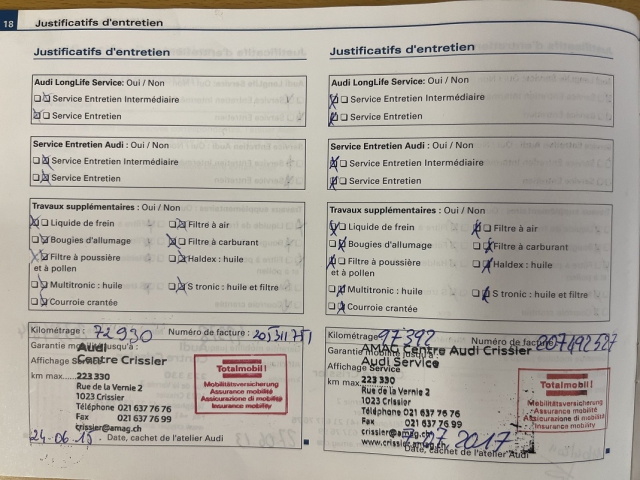 18 Justificatifs d'entretien
Justificatifs d'entretien
Audi LongLife Service: Oui / Non
Service Entretien Intermédiaire
Service Entretien
Service Entretien Audi : Oui / Non
Service Entretien Intermédiaire
Service Entretien
Travaux supplémentaires : Oui / Non
Liquide de frein
Filtre à air
Bougies d'allumage
Filtre à carburant
Filtre à poussière
et à pollen
Haldex : huile
Multitronic : huile
S tronic : huile et filtre
Courroie crantée
Kilométrage : 72930 Numéro de facture :
Garantie mobilité jusqu'à :
Affichage Service
km max.
Audi
Centre Crissier
223 330
Rue de la Vernie 2
1023 Crissier
Téléphone 021 637 76 76
Fax 021 637 76 99
crissier@amag.ch
Totalmobil!
Mobilitätsversicherung
Assurance mobilité
Assicurazione di mobilità
Insurance mobility
24-06.15 Date, cachet de l'atelier Audi
Justificatifs d'entretien
Audi LongLife Service: Oui / Non
Service Entretien Intermédiaire
Service Entretien
Service Entretien Audi : Oui / Non
Service Entretien Intermédiaire
Service Entretien
Travaux supplémentaires : Oui / Non
Liquide de frein
Filtre à air
Bougies d'allumage
Filtre à carburant
Filtre à poussière
et à pollen
Haldex : huile
Multitronic : huile
S tronic : huile et filtre
Courroie crantée
Kilométrage 97392 Numéro de facture
Garantie mobilité jusqu'à :
Affichage Service
km max.
AMAG Centre Audi Crissier
Audi Service
223 330
Rue de la Vernie 2
1023 Crissier
Téléphone 021 637 76 76
Fax 021 637 76 99
crissier@amag.ch
www.crissier.amag.ch
Totalmobil!
Mobilitätsversicherung
Assurance mobilité
Assicurazione di mobilità
Insurance mobility
07.2017
Date, cachet de l'atelier Audi